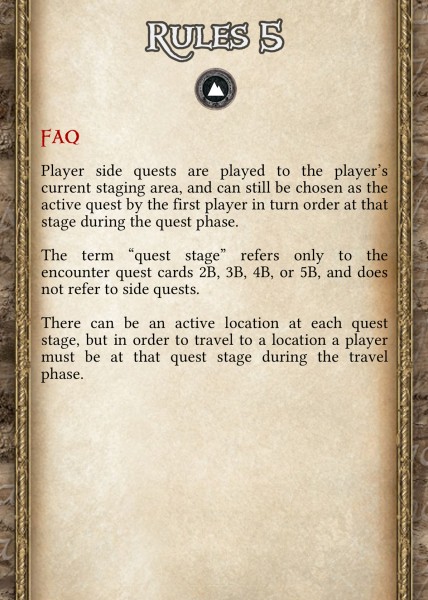 Rules 5
FAQ
Player side quests are played to the player's
current staging area, and can still be chosen as the
active quest by the first player in turn order at that
stage during the quest phase.
The term “quest stage” refers only to the
encounter quest cards 2B, 3B, 4B, or 5B, and does
not refer to side quests.
There can be an active location at each quest
stage, but in order to travel to a location a player
must be at that quest stage during the travel
phase.